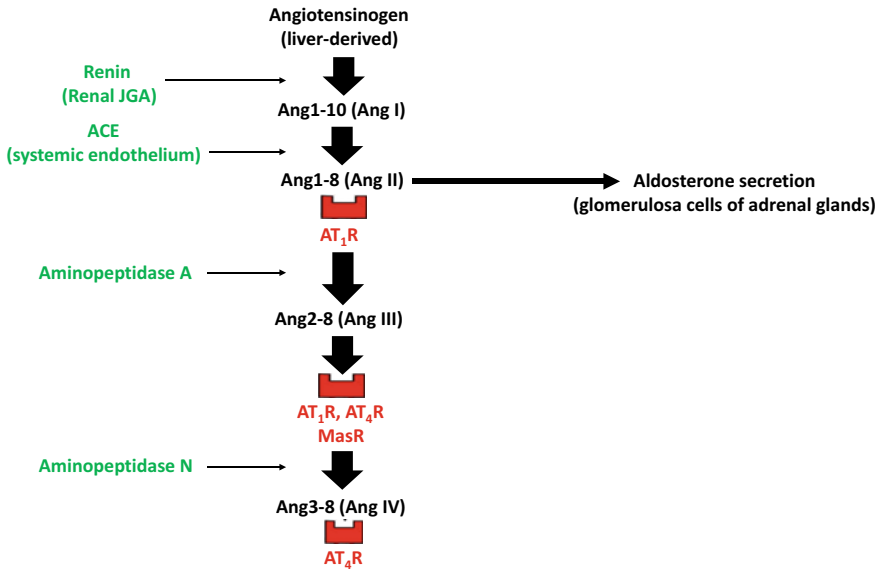 Angiotensinogen
(liver-derived)
Renin
(Renal JGA)
Ang1-10 (Ang I)
ACE
(systemic endothelium)
Ang1-8 (Ang II)
Aldosterone secretion
(glomerulosa cells of adrenal glands)
AT₁R
Aminopeptidase A
Ang2-8 (Ang III)
AT₁R, AT₄R
MasR
Aminopeptidase N
Ang3-8 (Ang IV)
AT₄R